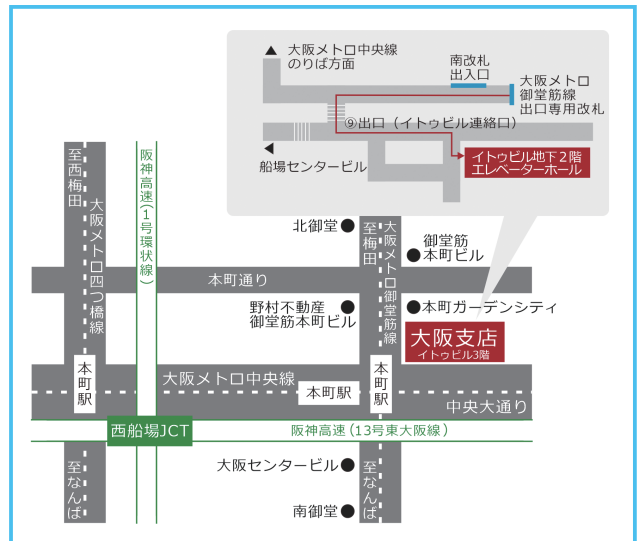 大阪メトロ中央線
のりば方面
南改札
出入口
大阪メトロ
御堂筋線
出口専用改札
⑨出口（イトゥビル連絡口）
船場センタービル
イトゥビル地下２階
エレベーターホール
至西梅田
大阪メトロ四つ橋線
阪神高速(1号環状線)
北御堂
至梅田
大阪メトロ御堂筋線
御堂筋
本町ビル
本町通り
野村不動産
御堂筋本町ビル
本町ガーデンシティ
大阪支店
イトゥビル3階
本町駅
大阪メトロ中央線
本町駅
本町駅
中央大通り
西船場JCT
阪神高速(13号東大阪線)
至なんば
大阪センタービル
至なんば
南御堂